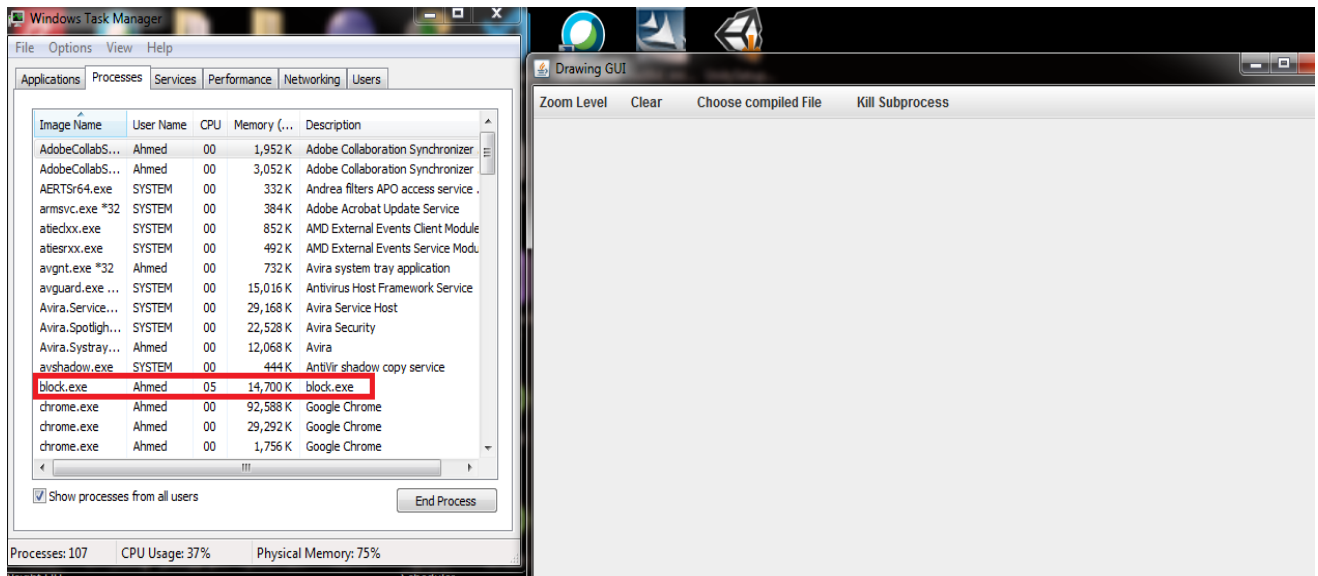 Windows Task Manager
File Options View Help
Applications Processes Services Performance Networking Users
Image Name User Name CPU Memory (... Description
AdobeCollabS... Ahmed 00 1,952 K Adobe Collaboration Synchronizer
AdobeCollabS... Ahmed 00 3,052 K Adobe Collaboration Synchronizer
AERTSr64.exe SYSTEM 00 332 K Andrea filters APO access service .
armsvc.exe *32 SYSTEM 00 384 K Adobe Acrobat Update Service
atieclxx.exe SYSTEM 00 852 K AMD External Events Client Module
atiesrxx.exe SYSTEM 00 492 K AMD External Events Service Modu
avgnt.exe *32 Ahmed 00 732 K Avira system tray application
avguard.exe ... SYSTEM 00 15,016 K Antivirus Host Framework Service
Avira.Service... SYSTEM 00 29,168 K Avira Service Host
Avira.Spotligh... SYSTEM 00 22,528 K Avira Security
Avira.Systray... Ahmed 00 12,068 K Avira
avshadow.exe SYSTEM 00 444 K AntiVir shadow copy service
block.exe Ahmed 05 14,700 K block.exe
chrome.exe Ahmed 00 92,588 K Google Chrome
chrome.exe Ahmed 00 29,292 K Google Chrome
chrome.exe Ahmed 00 1,756 K Google Chrome
Show processes from all users
End Process
Processes: 107 CPU Usage: 37% Physical Memory: 75%
Drawing GUI
Zoom Level Clear Choose compiled File Kill Subprocess